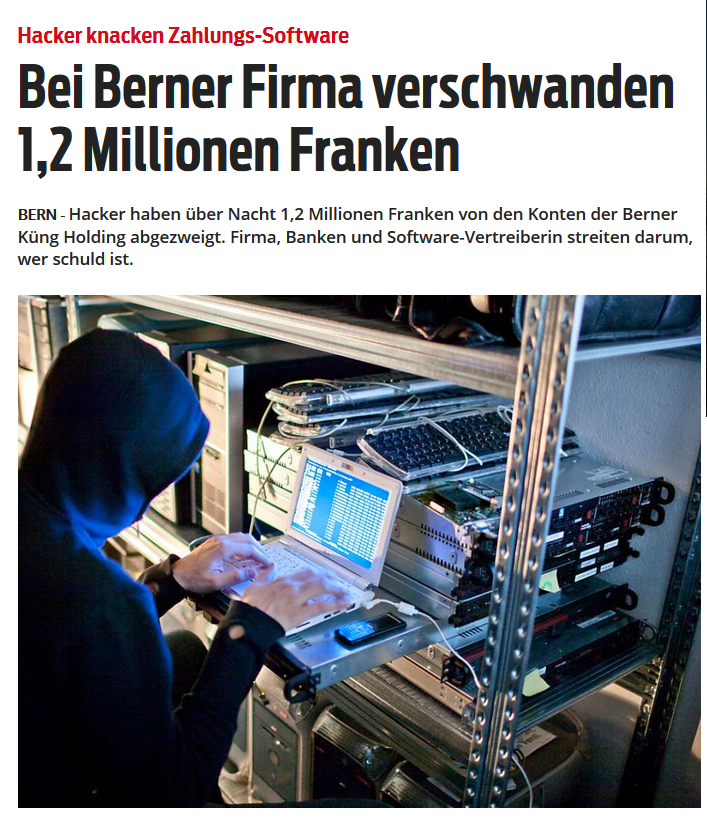 Hacker knacken Zahlungs-Software
Bei Berner Firma verschwanden
1,2 Millionen Franken
BERN - Hacker haben über Nacht 1,2 Millionen Franken von den Konten der Berner
Küng Holding abgezweigt. Firma, Banken und Software-Vertreiberin streiten darum,
wer schuld ist.